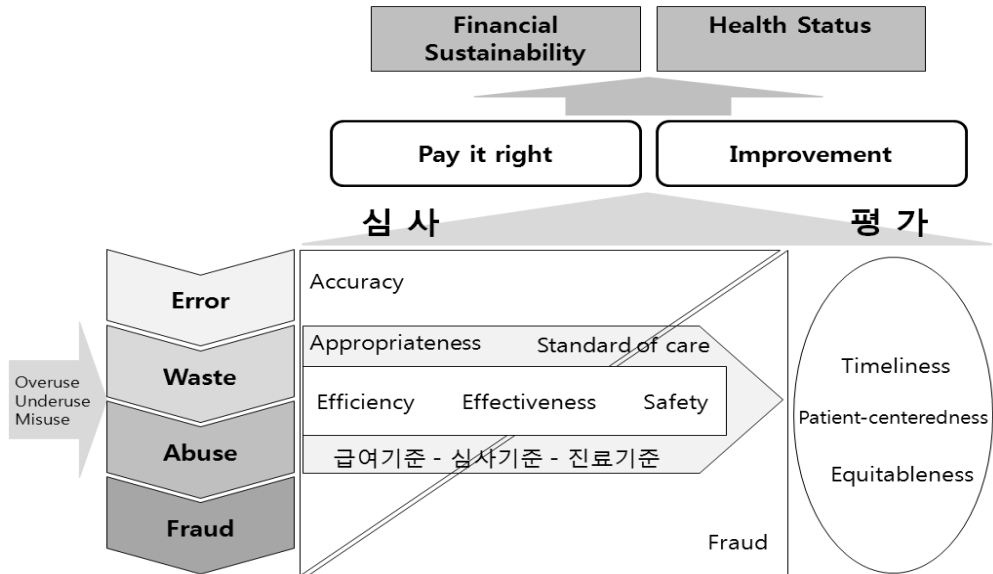 Financial
Sustainability
Health Status
Pay it right
Improvement
심 사
평 가
Error
Waste
Abuse
Fraud
Overuse
Underuse
Misuse
Accuracy
Appropriateness
Standard of care
Efficiency
Effectiveness
Safety
급여기준 - 심사기준 - 진료기준
Fraud
Timeliness
Patient-centeredness
Equitableness